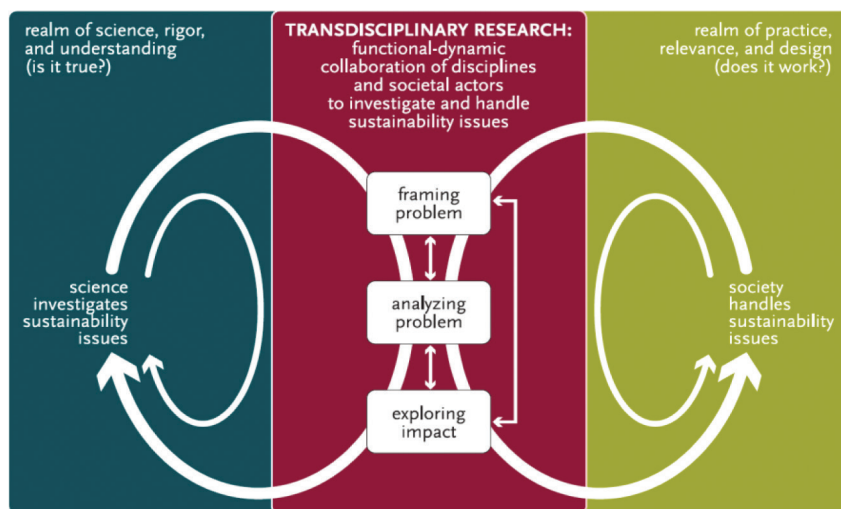 realm of science, rigor,
and understanding
(is it true?)
TRANSDISCIPLINARY RESEARCH:
functional-dynamic
collaboration of disciplines
and societal actors
to investigate and handle
sustainability issues
realm of practice,
relevance, and design
(does it work?)
framing
problem
science
investigates
sustainability
issues
analyzing
problem
society
handles
sustainability
issues
exploring
impact